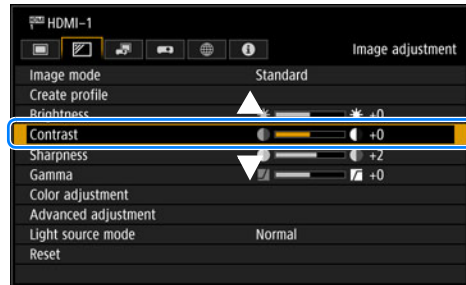 HDMI-1
Image adjustment
Image mode Standard
Create profile
Brightness +0
Contrast +0
Sharpness +2
Gamma +0
Color adjustment
Advanced adjustment
Light source mode Normal
Reset